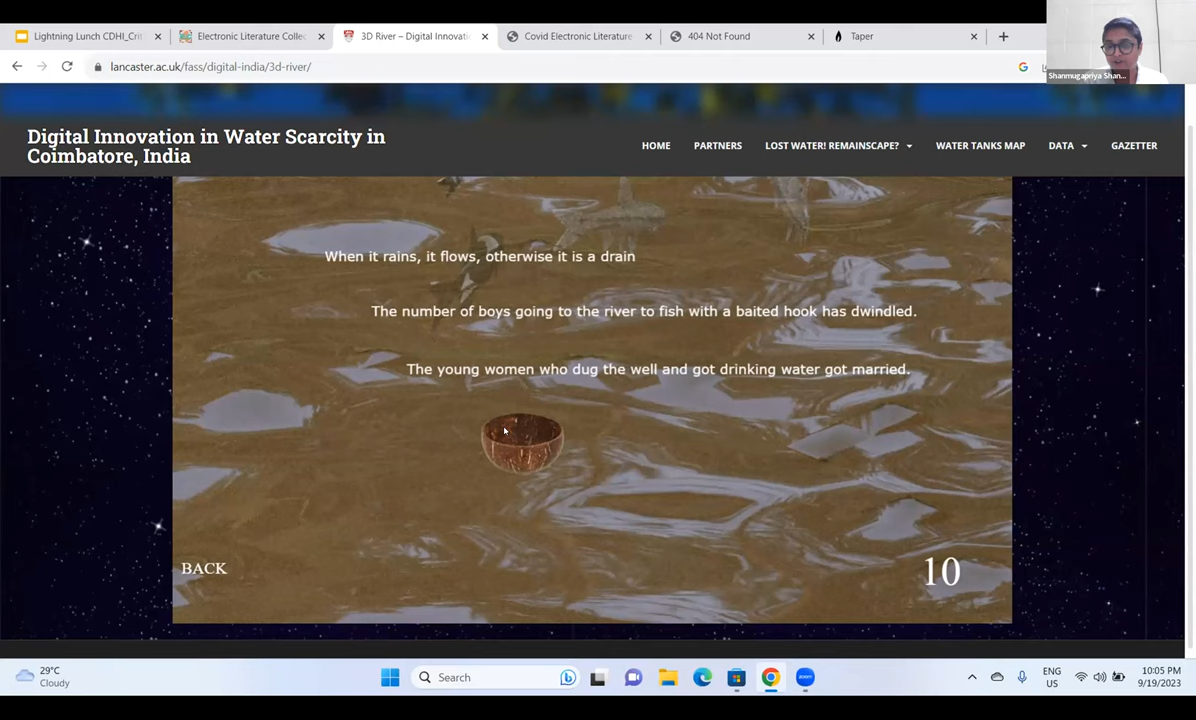 Lightning Lunch CDHI_Crit
Electronic Literature Collec
3D River – Digital Innovati
Covid Electronic Literature
404 Not Found
Taper
lancaster.ac.uk/fass/digital-india/3d-river/
Shanmugapriya Shan...
Digital Innovation in Water Scarcity in
Coimbatore, India
HOME
PARTNERS
LOST WATER! REMAINSCAPE?
WATER TANKS MAP
DATA
GAZETTER
When it rains, it flows, otherwise it is a drain
The number of boys going to the river to fish with a baited hook has dwindled.
The young women who dug the well and got drinking water got married.
BACK
10
29°C
Cloudy
Search
zoom
ENG
US
10:05 PM
9/19/2023